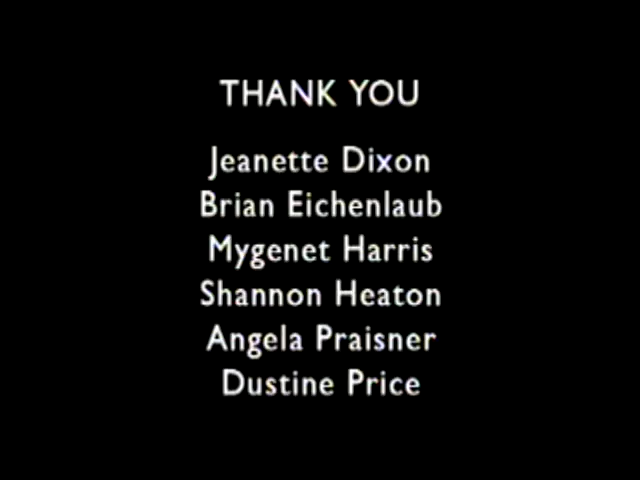 THANK YOU
Jeanette Dixon
Brian Eichenlaub
Mygenet Harris
Shannon Heaton
Angela Praisner
Dustine Price